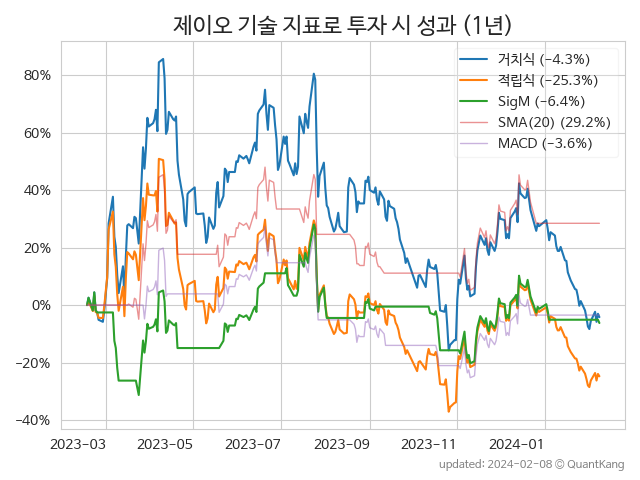 제이오 기술 지표로 투자 시 성과 (1년)
거치식 (−4.3%)
적립식 (−25.3%)
SigM (−6.4%)
SMA(20) (29.2%)
MACD (−3.6%)
80%
60%
40%
20%
0%
−20%
−40%
2023−03 2023−05 2023−07 2023−09 2023−11 2024−01
updated: 2024-02-08 © QuantKang